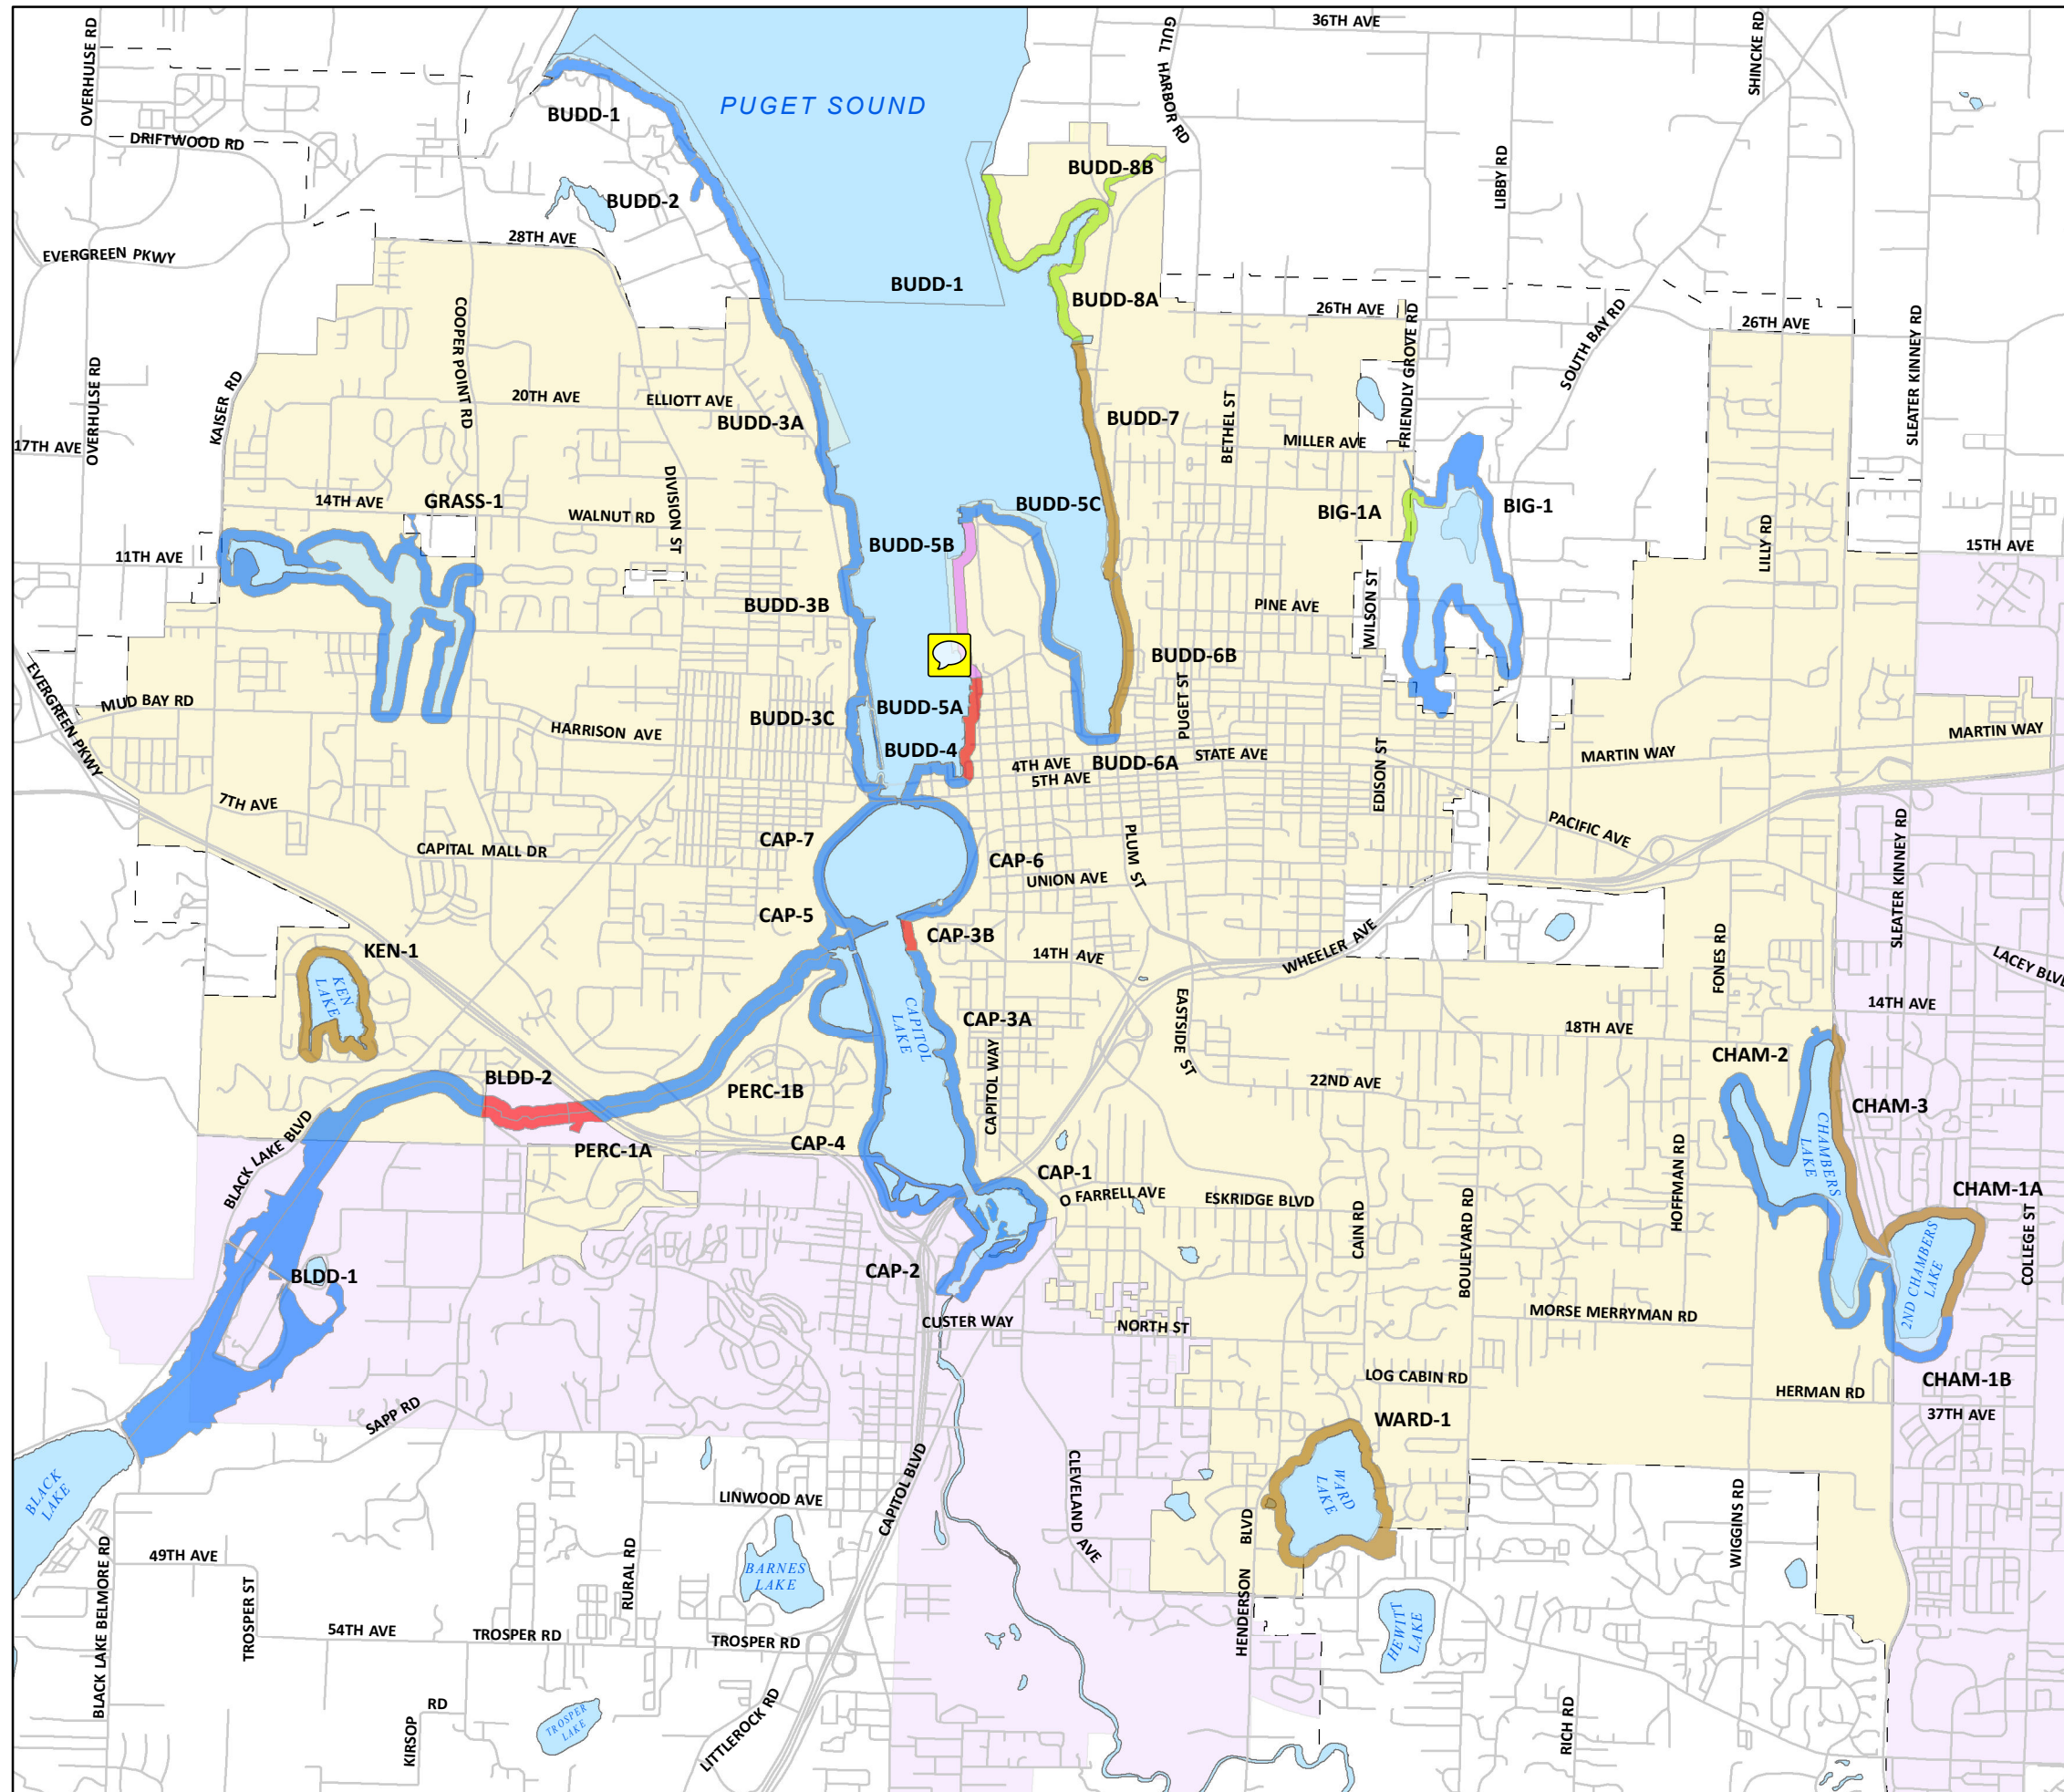 36TH AVE
OVERHULSE RD
GULL HARBOR RD
SHINCKE RD
PUGET SOUND
BUDD-1
DRIFTWOOD RD
BUDD-8B
LIBBY RD
BUDD-2
28TH AVE
EVERGREEN PKWY
BUDD-1
BUDD-8A
26TH AVE
26TH AVE
COOPER POINT RD
FRIENDLY GROVE RD
SOUTH BAY RD
SLEATER KINNEY RD
OVERHULSE RD
KAISER RD
20TH AVE
ELLIOTT AVE
BUDD-3A
BUDD-7
BETHEL ST
MILLER AVE
17TH AVE
DIVISION ST
14TH AVE
GRASS-1
WALNUT RD
BUDD-5C
BIG-1A
BIG-1
LILLY RD
11TH AVE
BUDD-5B
15TH AVE
BUDD-3B
PINE AVE
WILSON ST
BUDD-6B
EVERGREEN PKWY
MUD BAY RD
BUDD-5A
BUDD-3C
PUGET ST
HARRISON AVE
BUDD-4
4TH AVE
BUDD-6A
STATE AVE
5TH AVE
EDISON ST
MARTIN WAY
MARTIN WAY
7TH AVE
CAP-7
CAPITAL MALL DR
CAP-6
UNION AVE
PLUM ST
PACIFIC AVE
SLEATER KINNEY RD
CAP-5
CAP-3B
KEN-1
14TH AVE
WHEELER AVE
FONES RD
LACEY BLVD
KEN
LAKE
CAPITOL
LAKE
CAP-3A
EASTSIDE ST
18TH AVE
14TH AVE
CAPITOL WAY
CHAM-2
BLDD-2
PERC-1B
22ND AVE
CHAM-3
CHAMBERS
LAKE
BLACK LAKE BLVD
PERC-1A
CAP-4
HOFFMAN RD
CAP-1
O FARRELL AVE
ESKRIDGE BLVD
CAIN RD
BOULEVARD RD
CHAM-1A
COLLEGE ST
2ND CHAMBERS
LAKE
BLDD-1
CAP-2
CUSTER WAY
NORTH ST
MORSE MERRYMAN RD
LOG CABIN RD
CHAM-1B
HERMAN RD
37TH AVE
SAPP RD
WARD-1
WARD
LAKE
BLACK
LAKE
CAPITOL BLVD
CLEVELAND AVE
LINWOOD AVE
HENDERSON BLVD
WIGGINS RD
BLACK LAKE BELMORE RD
49TH AVE
TROSPER ST
RURAL RD
BARNES
LAKE
HEWITT
LAKE
54TH AVE
TROSPER RD
TROSPER RD
KIRSOP RD
TROSPER
LAKE
LITTLEROCK RD
RICH RD